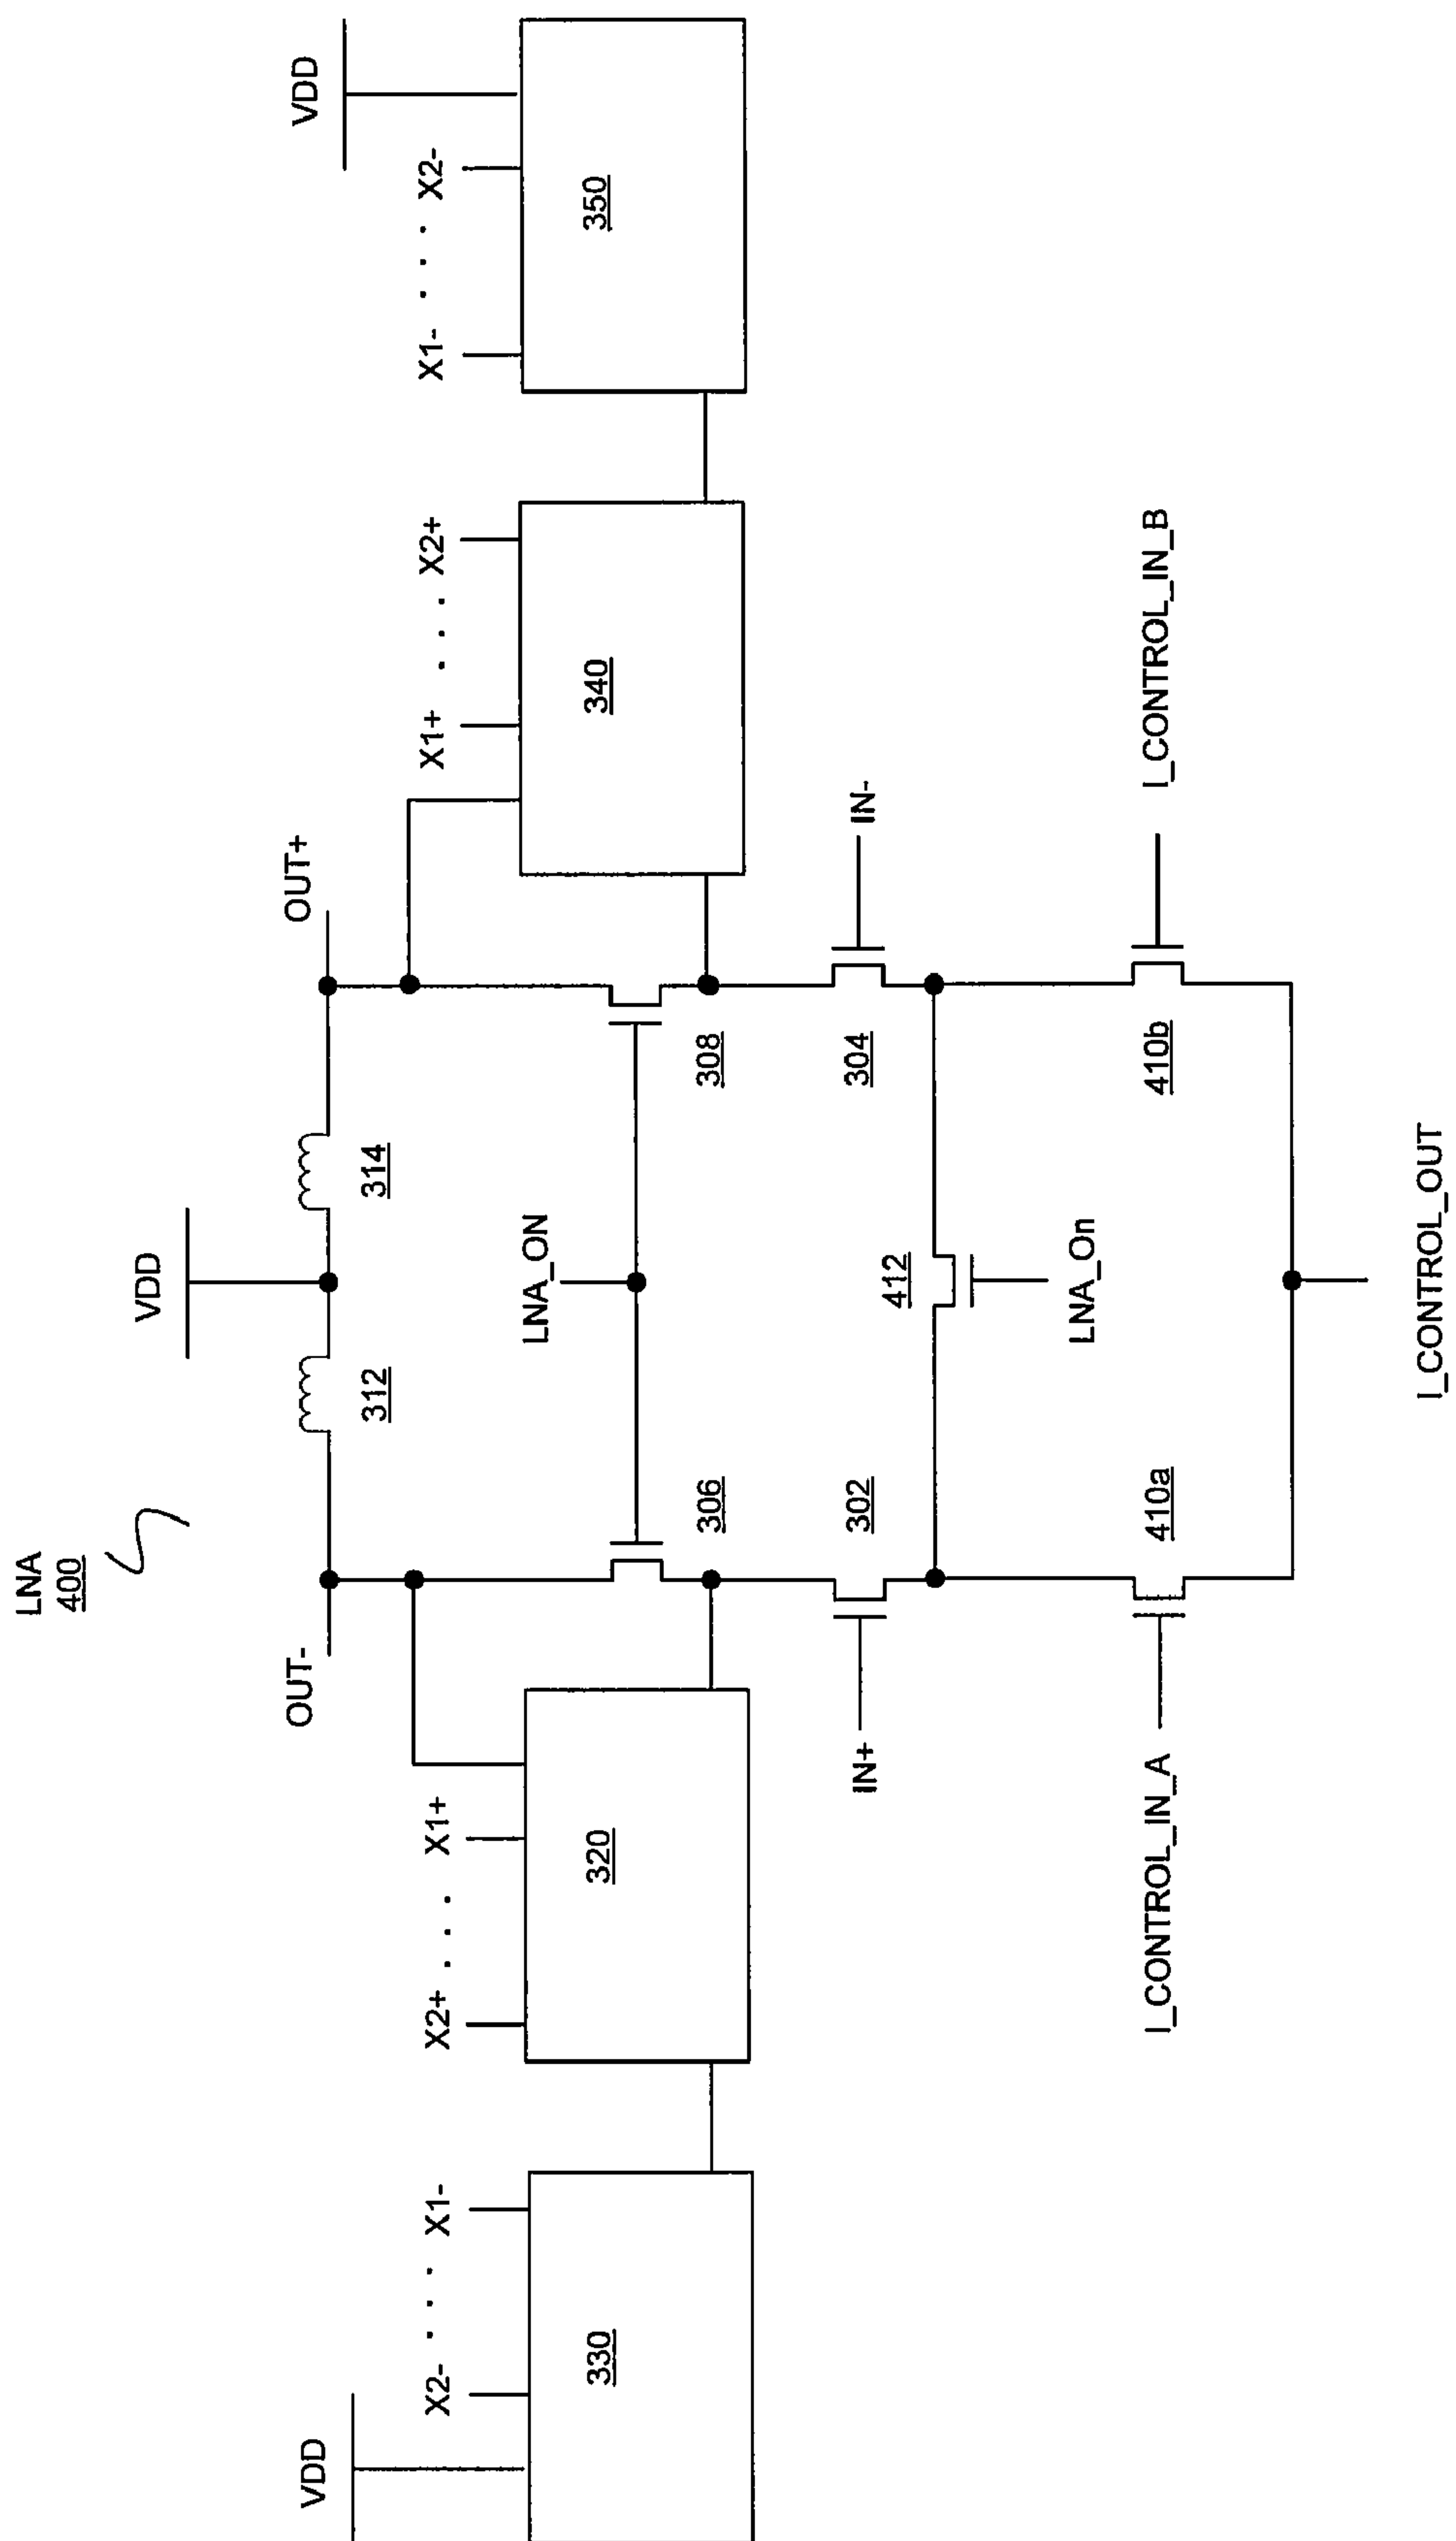 LNA
400
VDD
OUT-
312
314
OUT+
VDD
VDD
X2- . . . X1-
X2+ . . . X1+
LNA_ON
X1+ . . . X2+
X1- . . . X2-
330
320
306
308
340
350
IN+
302
412
304
IN-
LNA_On
I_CONTROL_IN_A
410a
410b
I_CONTROL_IN_B
I_CONTROL_OUT